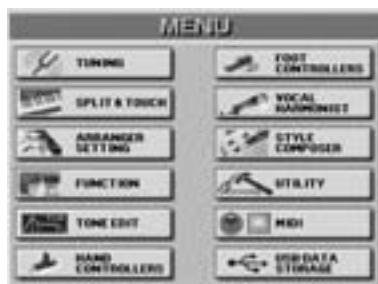 MENU
TUNING
SPLIT & TOUCH
ARRANGER
SETTING
FUNCTION
TONE EDIT
HAND
CONTROLLERS
FOOT
CONTROLLERS
VOCAL
HARMONIST
STYLE
COMPOSER
UTILITY
MIDI
USB DATA
STORAGE